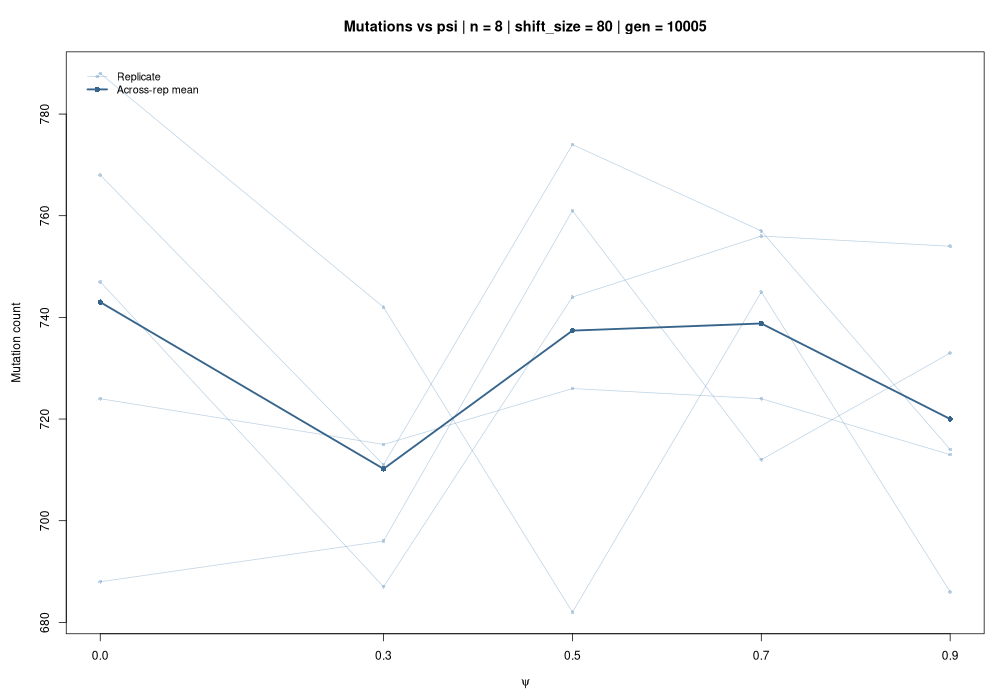 Mutations vs psi | n = 8 | shift_size = 80 | gen = 10005
Replicate
Across-rep mean
Mutation count
780
760
740
720
700
680
0.0 0.3 0.5 0.7 0.9
ψ